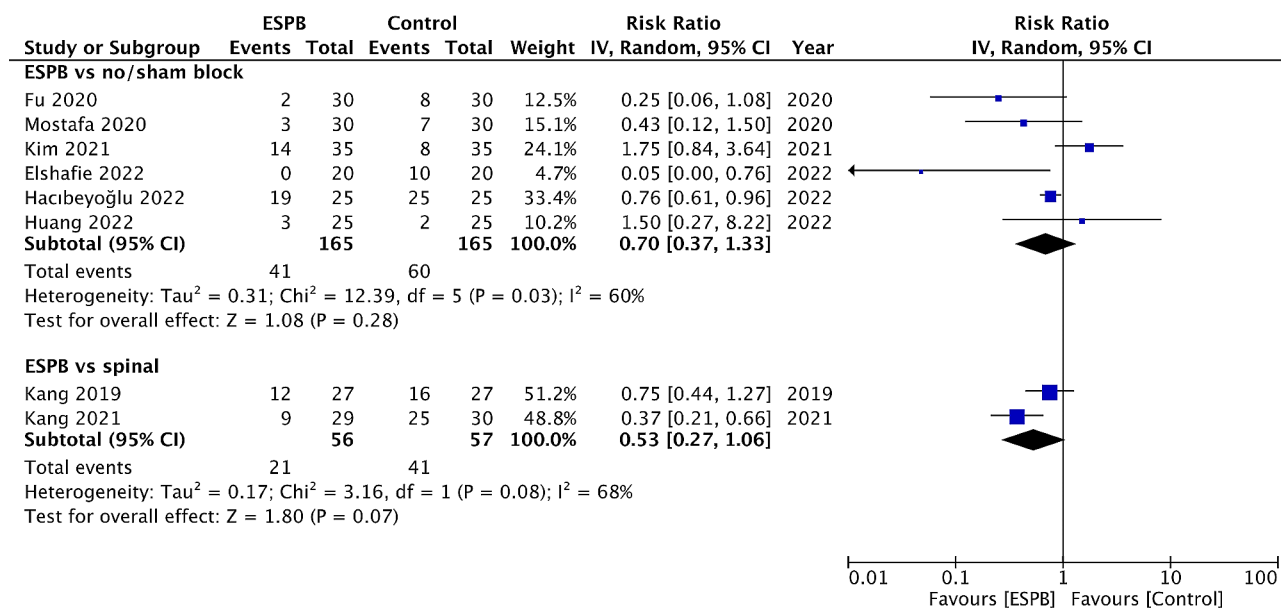 ESPB Control Risk Ratio Risk Ratio
Study or Subgroup Events Total Events Total Weight IV, Random, 95% CI Year IV, Random, 95% CI
ESPB vs no/sham block
Fu 2020 2 30 8 30 12.5% 0.25 [0.06, 1.08] 2020
Mostafa 2020 3 30 7 30 15.1% 0.43 [0.12, 1.50] 2020
Kim 2021 14 35 8 35 24.1% 1.75 [0.84, 3.64] 2021
Elshafie 2022 0 20 10 20 4.7% 0.05 [0.00, 0.76] 2022
Hacıbeyoğlu 2022 19 25 25 25 33.4% 0.76 [0.61, 0.96] 2022
Huang 2022 3 25 2 25 10.2% 1.50 [0.27, 8.22] 2022
Subtotal (95% CI) 165 165 100.0% 0.70 [0.37, 1.33]
Total events 41 60
Heterogeneity: Tau² = 0.31; Chi² = 12.39, df = 5 (P = 0.03); I² = 60%
Test for overall effect: Z = 1.08 (P = 0.28)
ESPB vs spinal
Kang 2019 12 27 16 27 51.2% 0.75 [0.44, 1.27] 2019
Kang 2021 9 29 25 30 48.8% 0.37 [0.21, 0.66] 2021
Subtotal (95% CI) 56 57 100.0% 0.53 [0.27, 1.06]
Total events 21 41
Heterogeneity: Tau² = 0.17; Chi² = 3.16, df = 1 (P = 0.08); I² = 68%
Test for overall effect: Z = 1.80 (P = 0.07)
0.01 0.1 1 10 100
Favours [ESPB] Favours [Control]